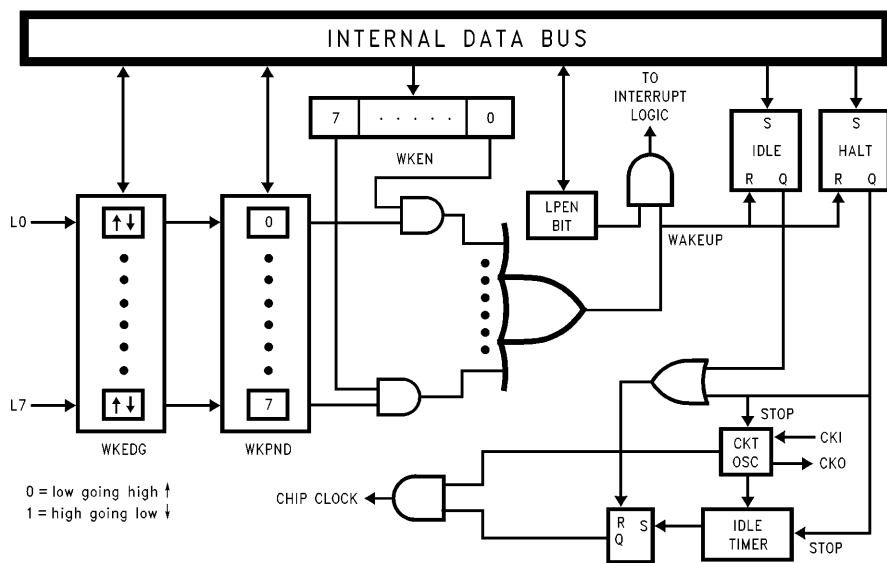 INTERNAL DATA BUS
TO
INTERRUPT
LOGIC
7 . . . . . 0
WKEN
S
IDLE
R Q
S
HALT
R Q
LPEN
BIT
WAKEUP
L0
0
L7
7
WKEDG
WKPND
0 = low going high
1 = high going low
STOP
CKT
OSC
CKI
CKO
CHIP CLOCK
R S
Q
IDLE
TIMER
STOP